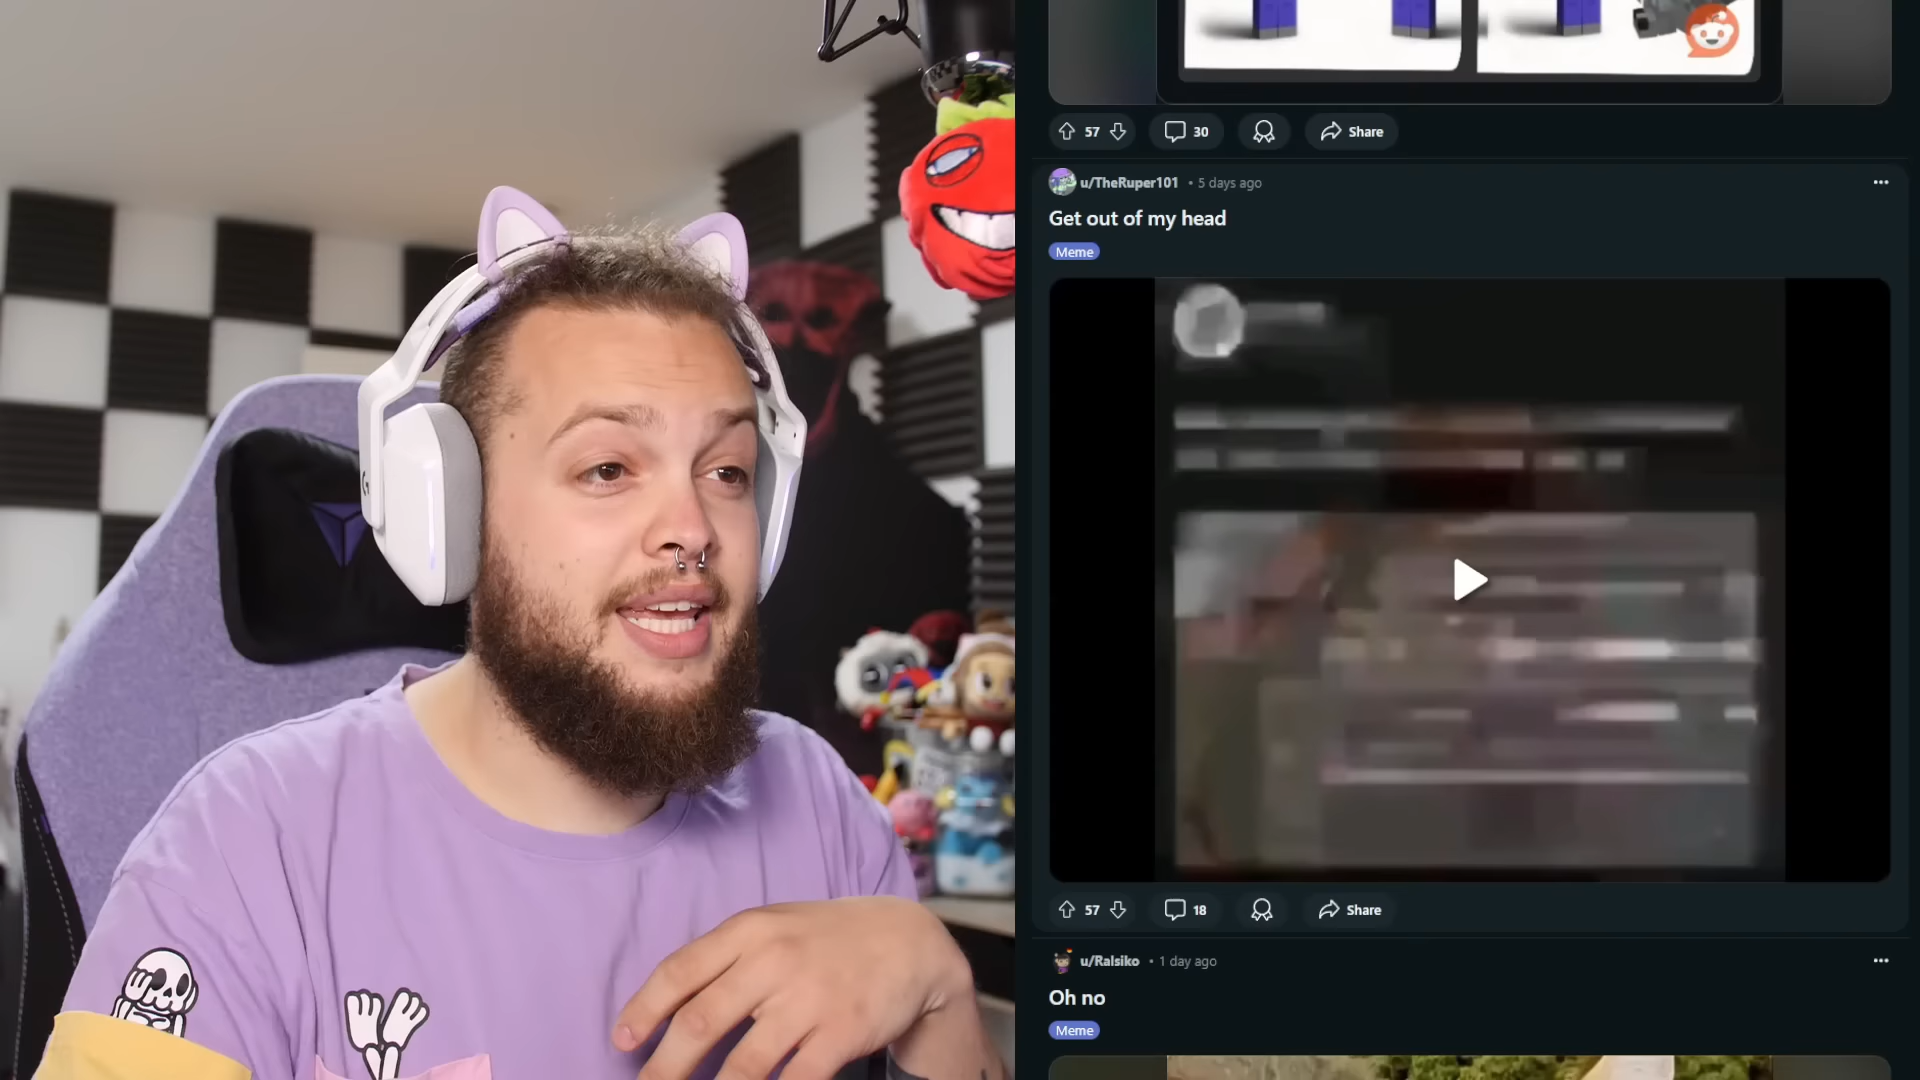 57
30
Share
u/TheRuper101 • 5 days ago
Get out of my head
Meme
57
18
Share
u/Ralsiko • 1 day ago
Oh no
Meme